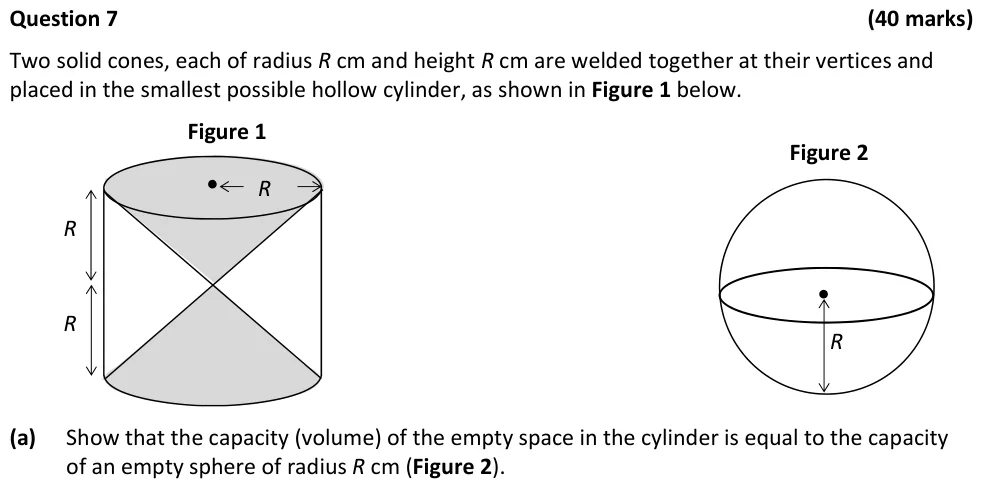 Question 7 (40 marks)
Two solid cones, each of radius R cm and height R cm are welded together at their vertices and
placed in the smallest possible hollow cylinder, as shown in Figure 1 below.
Figure 1
R
R
R
Figure 2
R
(a) Show that the capacity (volume) of the empty space in the cylinder is equal to the capacity
of an empty sphere of radius R cm (Figure 2).